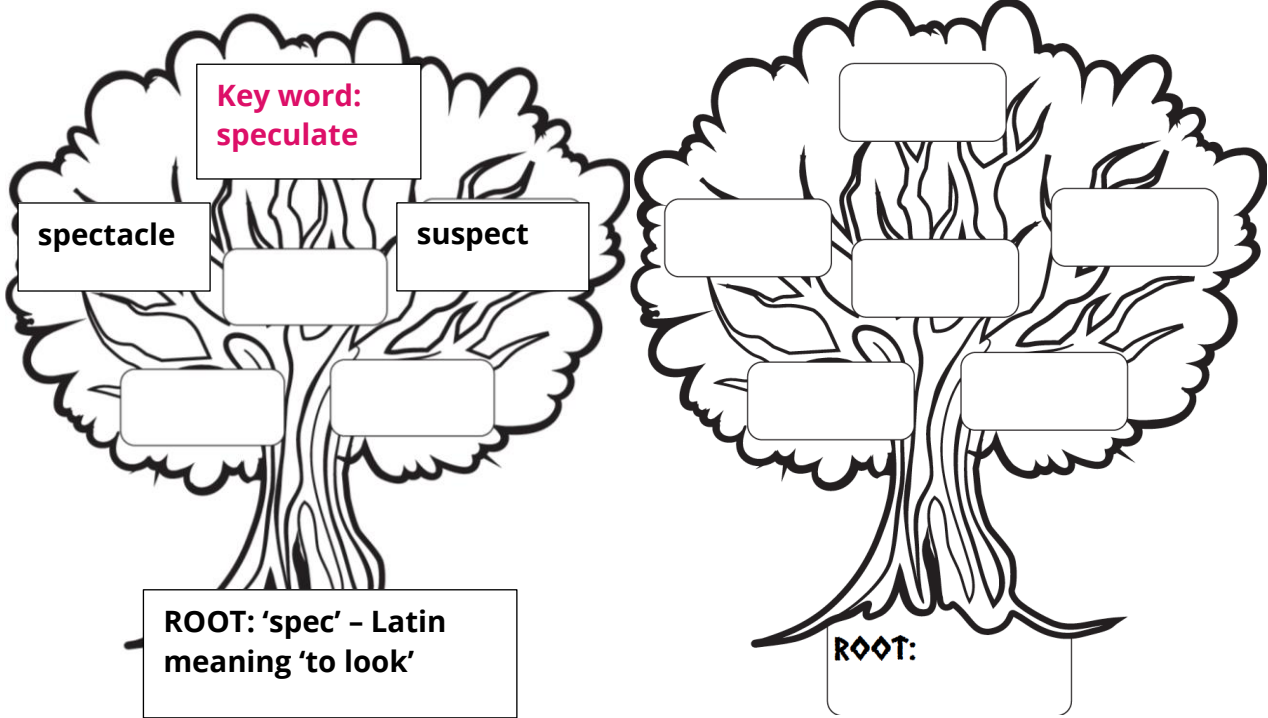 Key word:
speculate
spectacle
suspect
ROOT: ‘spec’ – Latin
meaning ‘to look’
ROOT: